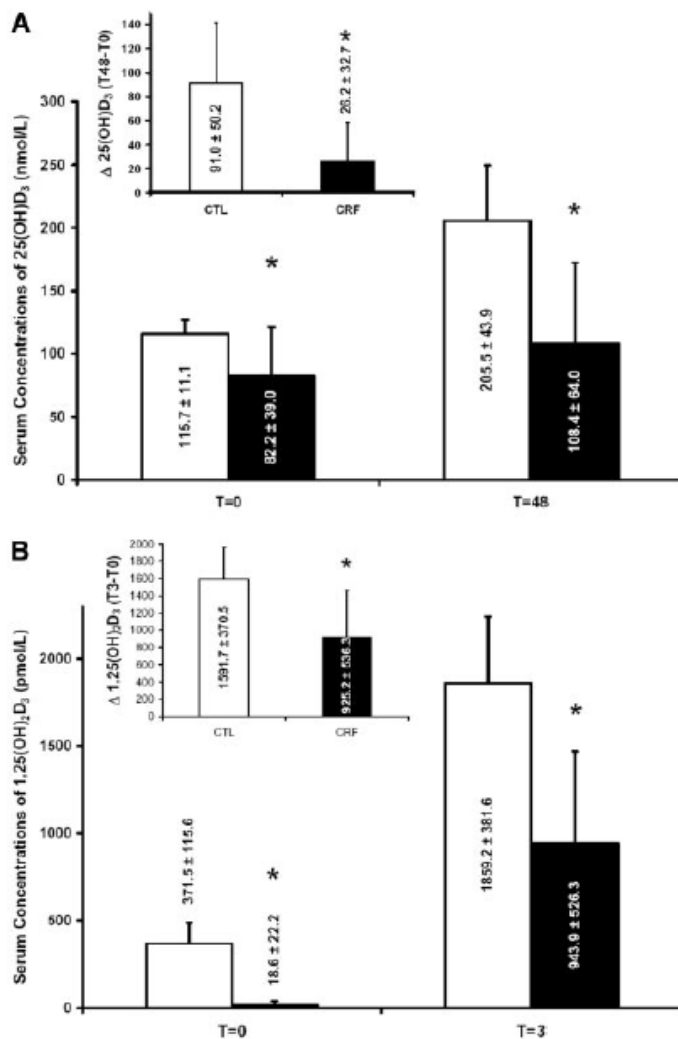 A
Δ 25(OH)D₃ (T48-T0)
140
120
100
80
60
40
20
0
91.0 ± 50.2
26.2 ± 32.7 *
CTL
CRF
Serum Concentrations of 25(OH)D₃ (nmol/L)
300
250
200
150
100
50
0
*
*
115.7 ± 11.1
82.2 ± 39.0
205.5 ± 43.9
108.4 ± 64.0
T=0
T=48
B
Δ 1,25(OH)₂D₃ (T3-T0)
2000
1800
1600
1400
1200
1000
800
600
400
200
0
*
1591.7 ± 370.5
925.2 ± 536.3
CTL
CRF
Serum Concentrations of 1,25(OH)₂D₃ (pmol/L)
2000
1500
1000
500
0
371.5 ± 115.6
*
18.6 ± 22.2
*
1859.2 ± 381.6
943.9 ± 526.3
T=0
T=3